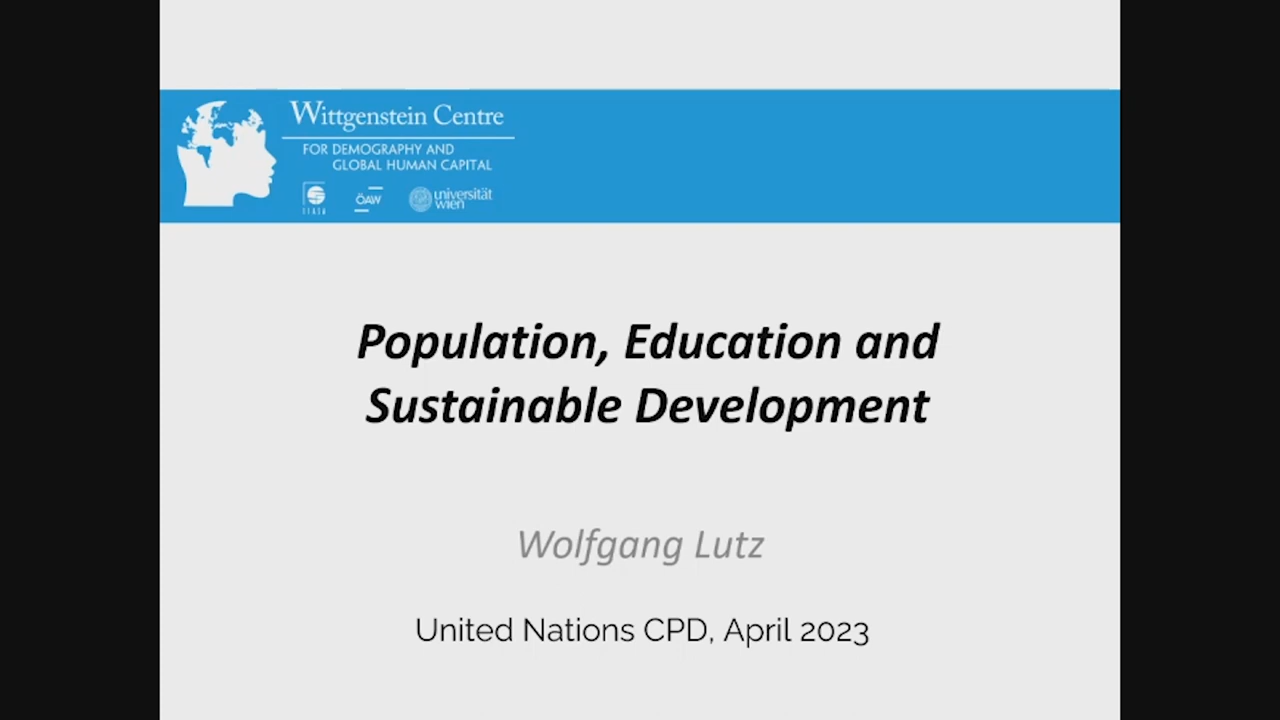 Wittgenstein Centre
FOR DEMOGRAPHY AND
GLOBAL HUMAN CAPITAL
IIASA
ÖAW
universität
wien
Population, Education and
Sustainable Development
Wolfgang Lutz
United Nations CPD, April 2023